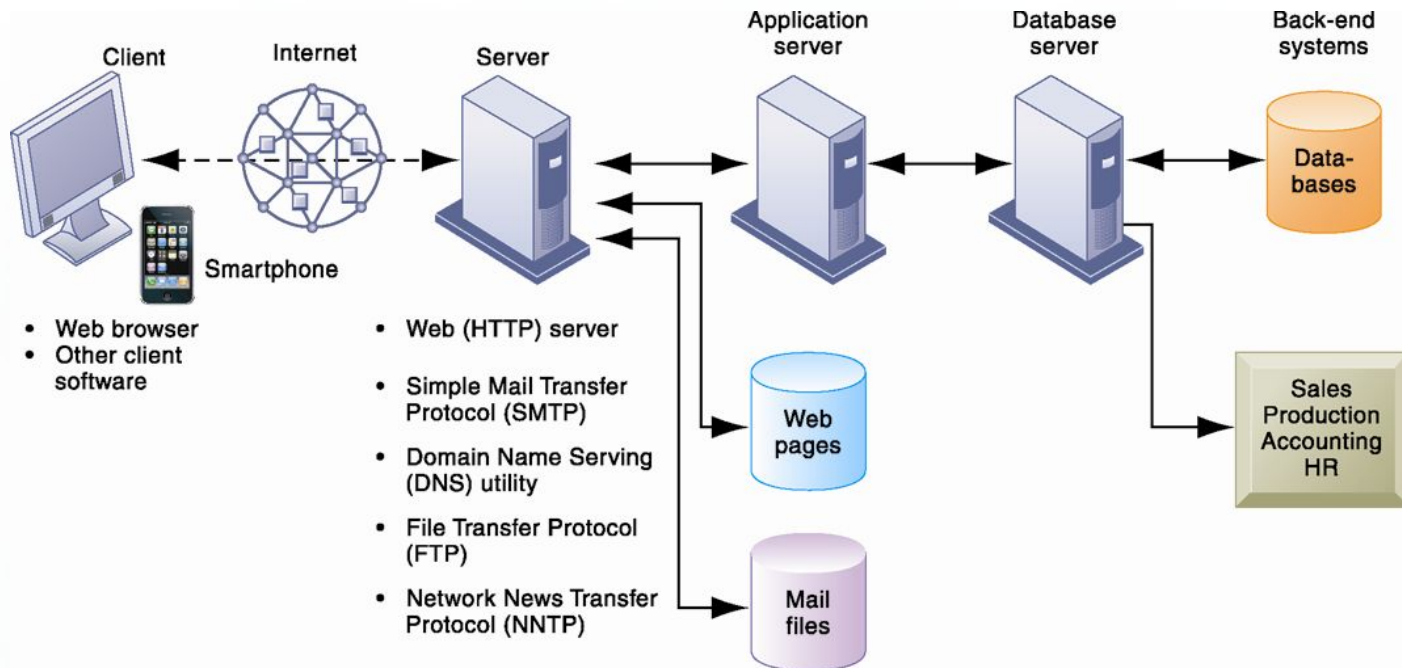 Client
Internet
Server
Application
server
Database
server
Back-end
systems
Data-
bases
Smartphone
• Web browser
• Other client
software
• Web (HTTP) server
• Simple Mail Transfer
Protocol (SMTP)
• Domain Name Serving
(DNS) utility
• File Transfer Protocol
(FTP)
• Network News Transfer
Protocol (NNTP)
Web
pages
Mail
files
Sales
Production
Accounting
HR